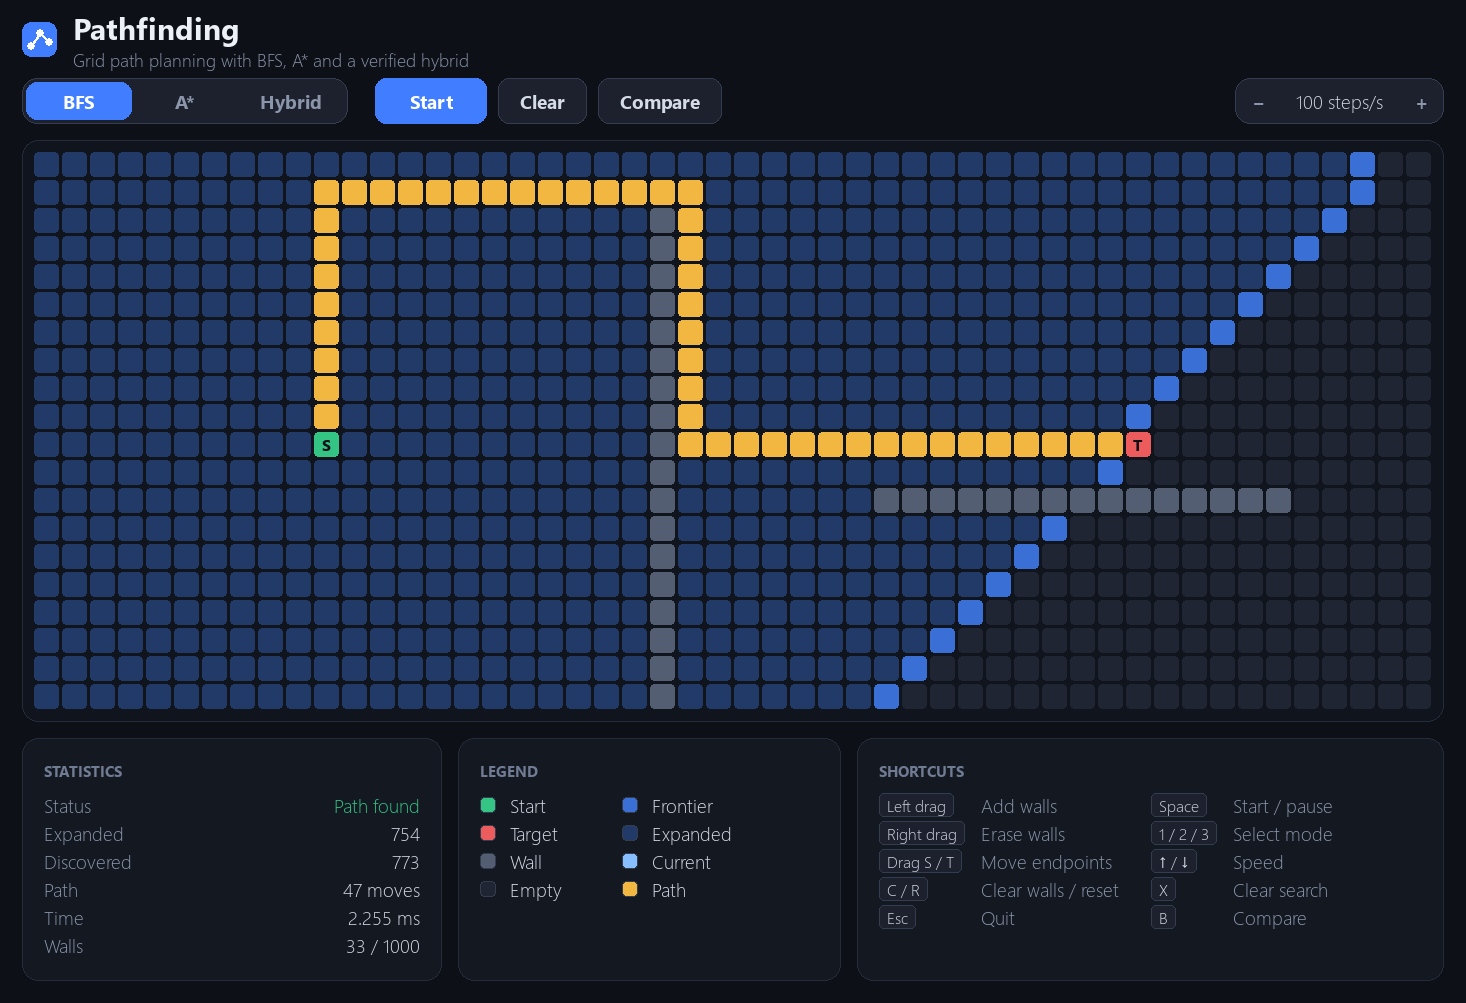 Pathfinding
Grid path planning with BFS, A* and a verified hybrid
BFS A* Hybrid Start Clear Compare − 100 steps/s +
S
T
STATISTICS
Status Path found
Expanded 754
Discovered 773
Path 47 moves
Time 2.255 ms
Walls 33 / 1000
LEGEND
Start Frontier
Target Expanded
Wall Current
Empty Path
SHORTCUTS
Left drag Add walls Space Start / pause
Right drag Erase walls 1 / 2 / 3 Select mode
Drag S / T Move endpoints ↑ / ↓ Speed
C / R Clear walls / reset X Clear search
Esc Quit B Compare